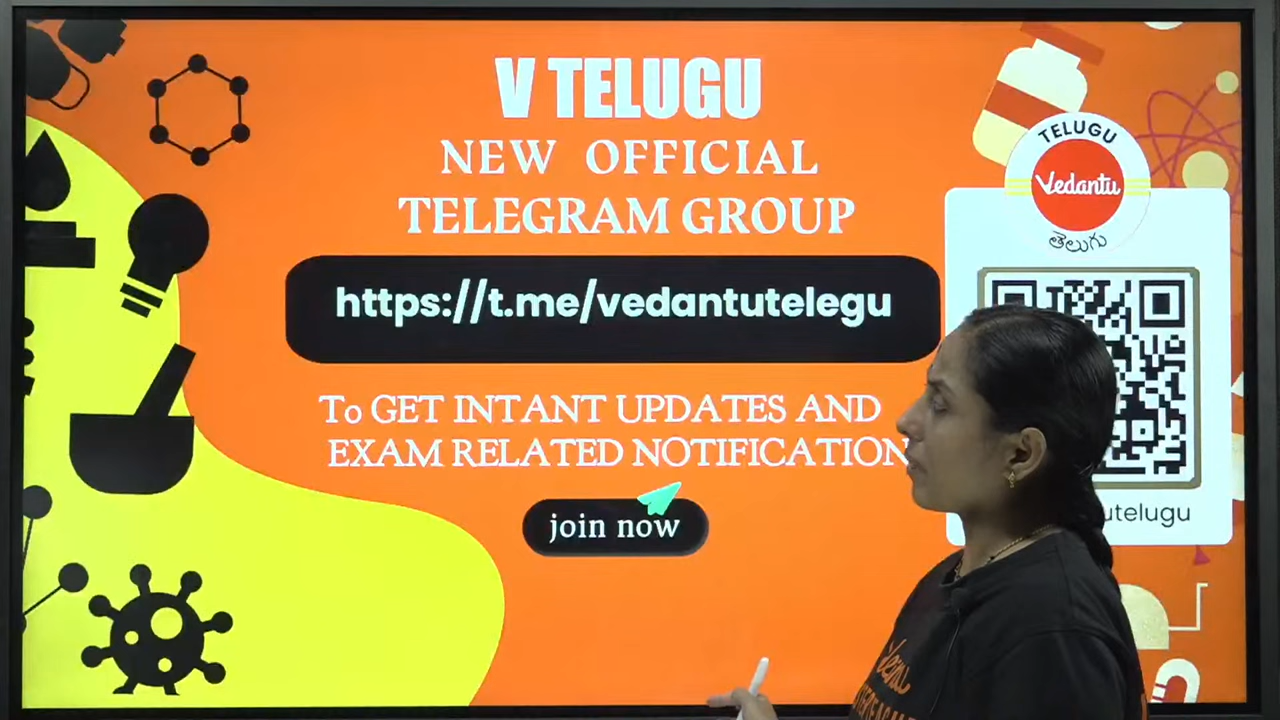 V TELUGU
NEW OFFICIAL
TELEGRAM GROUP
https://t.me/vedantutelegu
To GET INTANT UPDATES AND
EXAM RELATED NOTIFICATION
join now
TELUGU
Vedantu
తెలుగు
utelugu